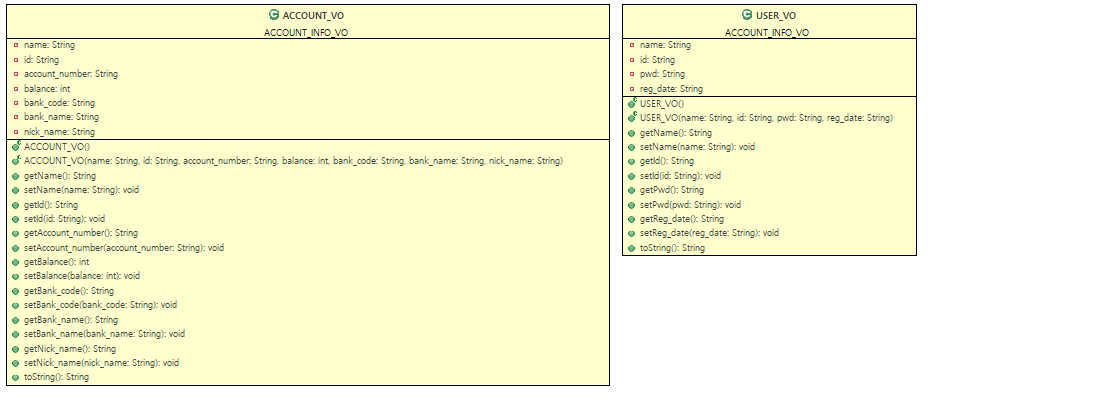 ACCOUNT_VO
ACCOUNT_INFO_VO
name: String
id: String
account_number: String
balance: int
bank_code: String
bank_name: String
nick_name: String
ACCOUNT_VO()
ACCOUNT_VO(name: String, id: String, account_number: String, balance: int, bank_code: String, bank_name: String, nick_name: String)
getName(): String
setName(name: String): void
getId(): String
setId(id: String): void
getAccount_number(): String
setAccount_number(account_number: String): void
getBalance(): int
setBalance(balance: int): void
getBank_code(): String
setBank_code(bank_code: String): void
getBank_name(): String
setBank_name(bank_name: String): void
getNick_name(): String
setNick_name(nick_name: String): void
toString(): String
USER_VO
ACCOUNT_INFO_VO
name: String
id: String
pwd: String
reg_date: String
USER_VO()
USER_VO(name: String, id: String, pwd: String, reg_date: String)
getName(): String
setName(name: String): void
getId(): String
setId(id: String): void
getPwd(): String
setPwd(pwd: String): void
getReg_date(): String
setReg_date(reg_date: String): void
toString(): String